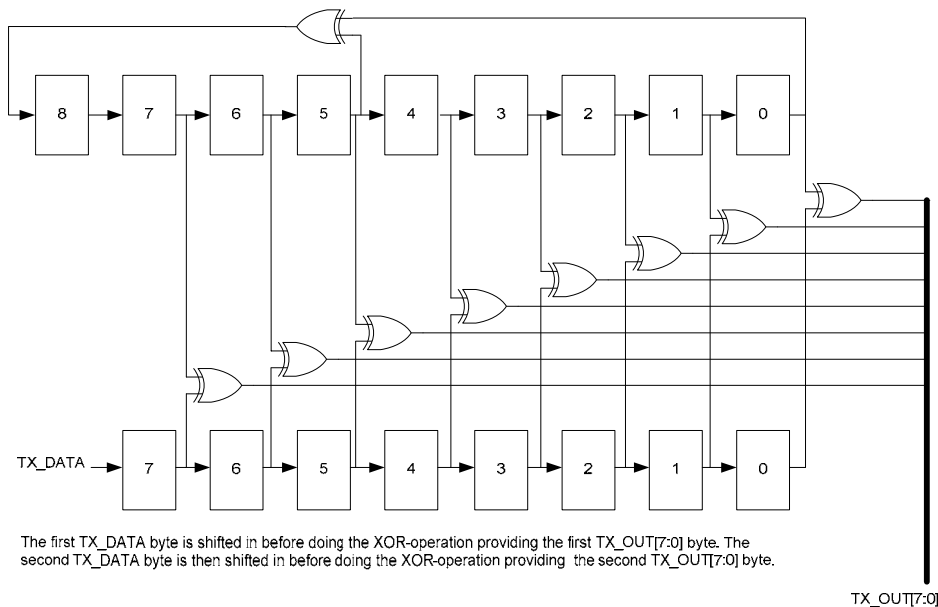 8 7 6 5 4 3 2 1 0
TX_DATA 7 6 5 4 3 2 1 0
The first TX_DATA byte is shifted in before doing the XOR-operation providing the first TX_OUT[7:0] byte. The
second TX_DATA byte is then shifted in before doing the XOR-operation providing the second TX_OUT[7:0] byte.
TX_OUT[7:0]